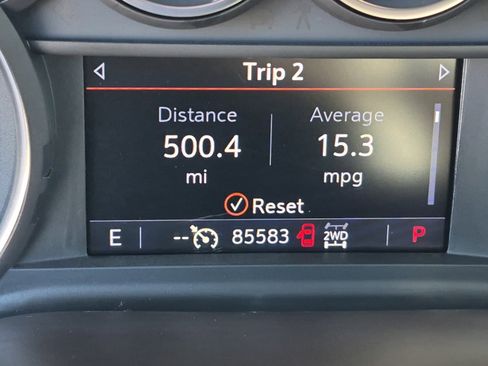 Trip 2
Distance Average
500.4 15.3
mi mpg
Reset
E -- 85583 2WD P